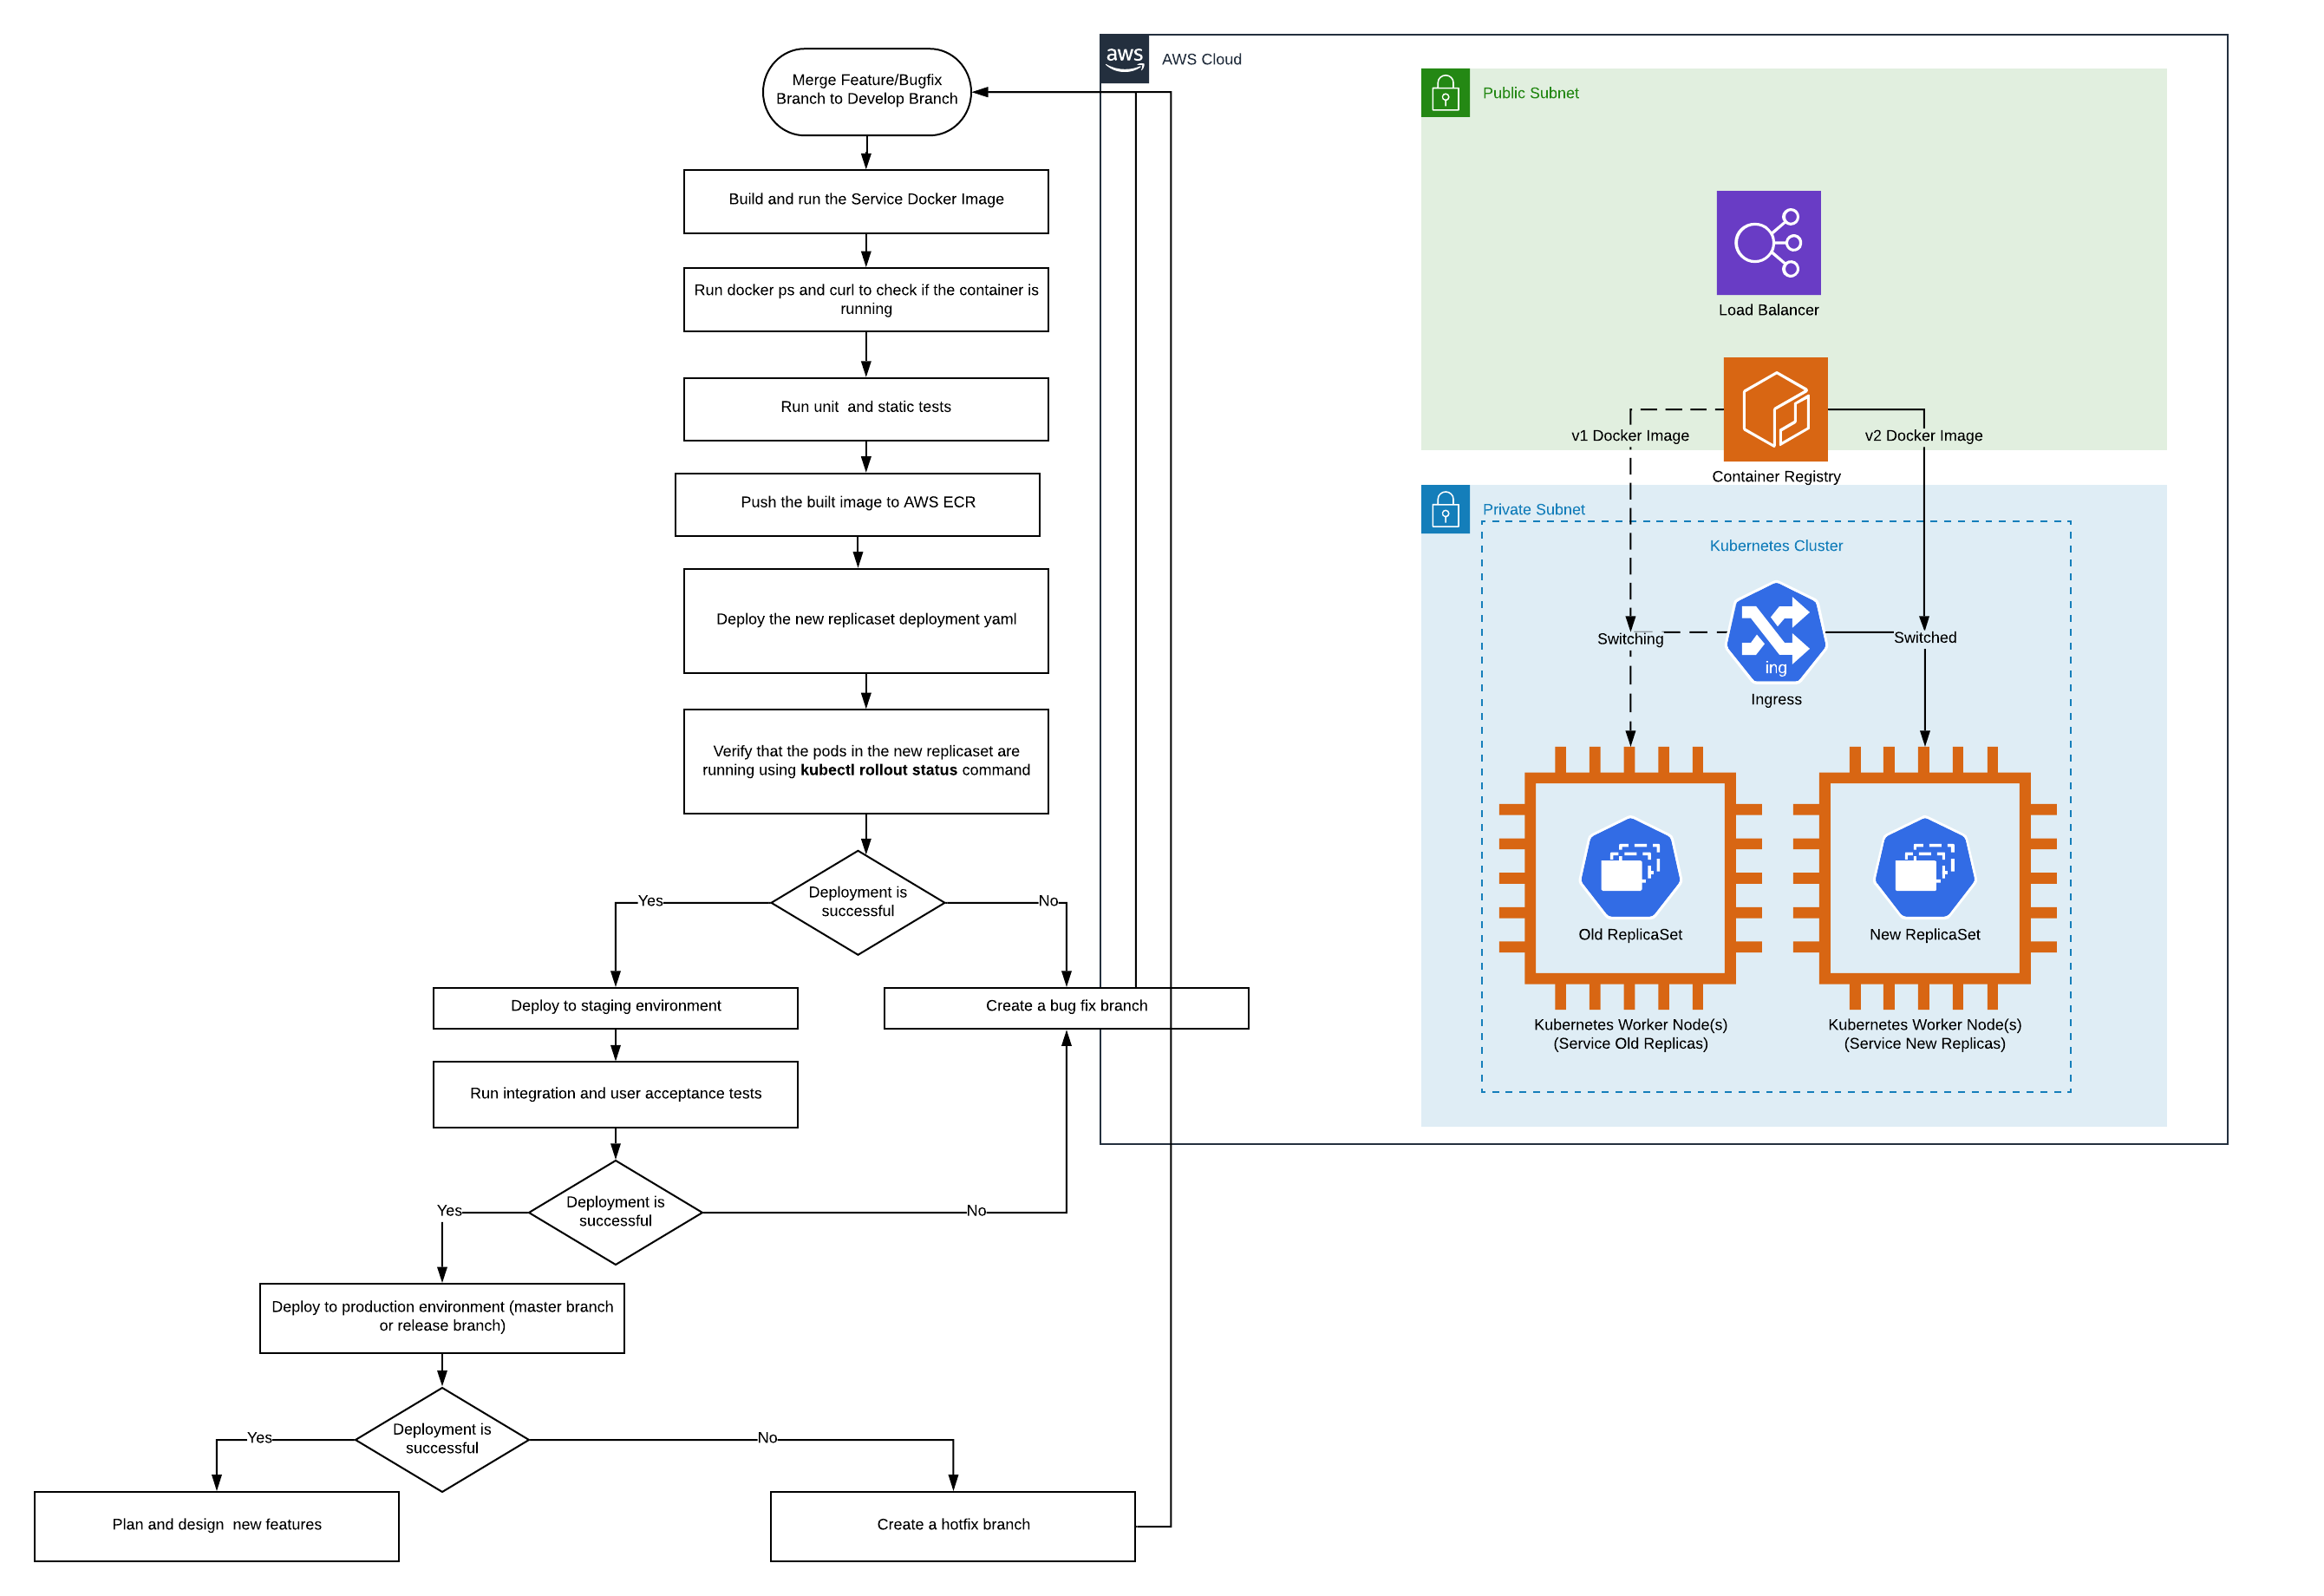 Merge Feature/Bugfix
Branch to Develop Branch
Build and run the Service Docker Image
Run docker ps and curl to check if the container is
running
Run unit  and static tests
Push the built image to AWS ECR
Deploy the new replicaset deployment yaml
Verify that the pods in the new replicaset are
running using kubectl rollout status command
Deployment is
successful
Yes
No
Deploy to staging environment
Create a bug fix branch
Run integration and user acceptance tests
Deployment is
successful
Yes
No
Deploy to production environment (master branch
or release branch)
Deployment is
successful
Yes
No
Plan and design  new features
Create a hotfix branch
aws
AWS Cloud
Public Subnet
Load Balancer
v1 Docker Image
v2 Docker Image
Container Registry
Private Subnet
Kubernetes Cluster
Switching
Switched
ing
Ingress
Old ReplicaSet
New ReplicaSet
Kubernetes Worker Node(s)
(Service Old Replicas)
Kubernetes Worker Node(s)
(Service New Replicas)